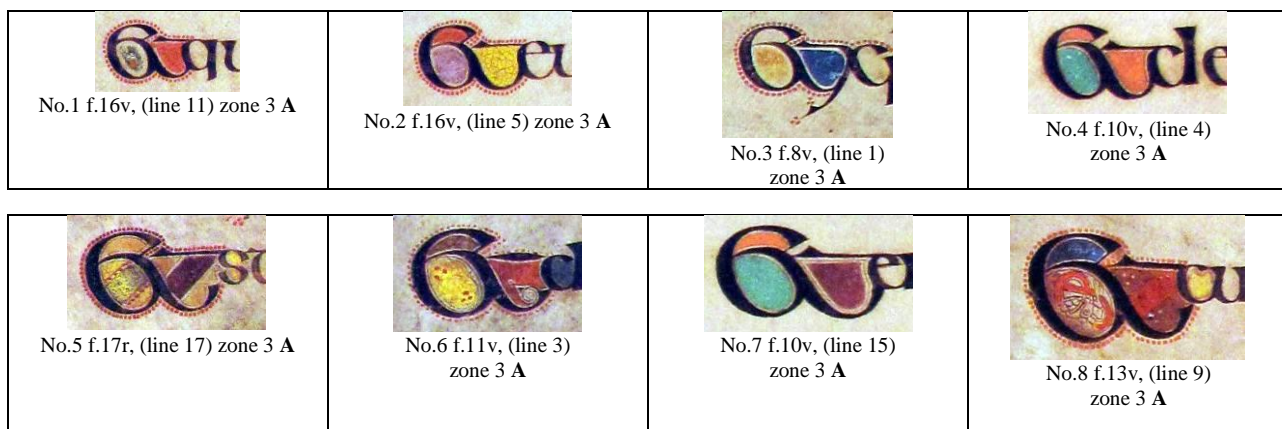 No.1 f.16v, (line 11) zone 3 A
No.2 f.16v, (line 5) zone 3 A
No.3 f.8v, (line 1)
zone 3 A
No.4 f.10v, (line 4)
zone 3 A
No.5 f.17r, (line 17) zone 3 A
No.6 f.11v, (line 3)
zone 3 A
No.7 f.10v, (line 15)
zone 3 A
No.8 f.13v, (line 9)
zone 3 A